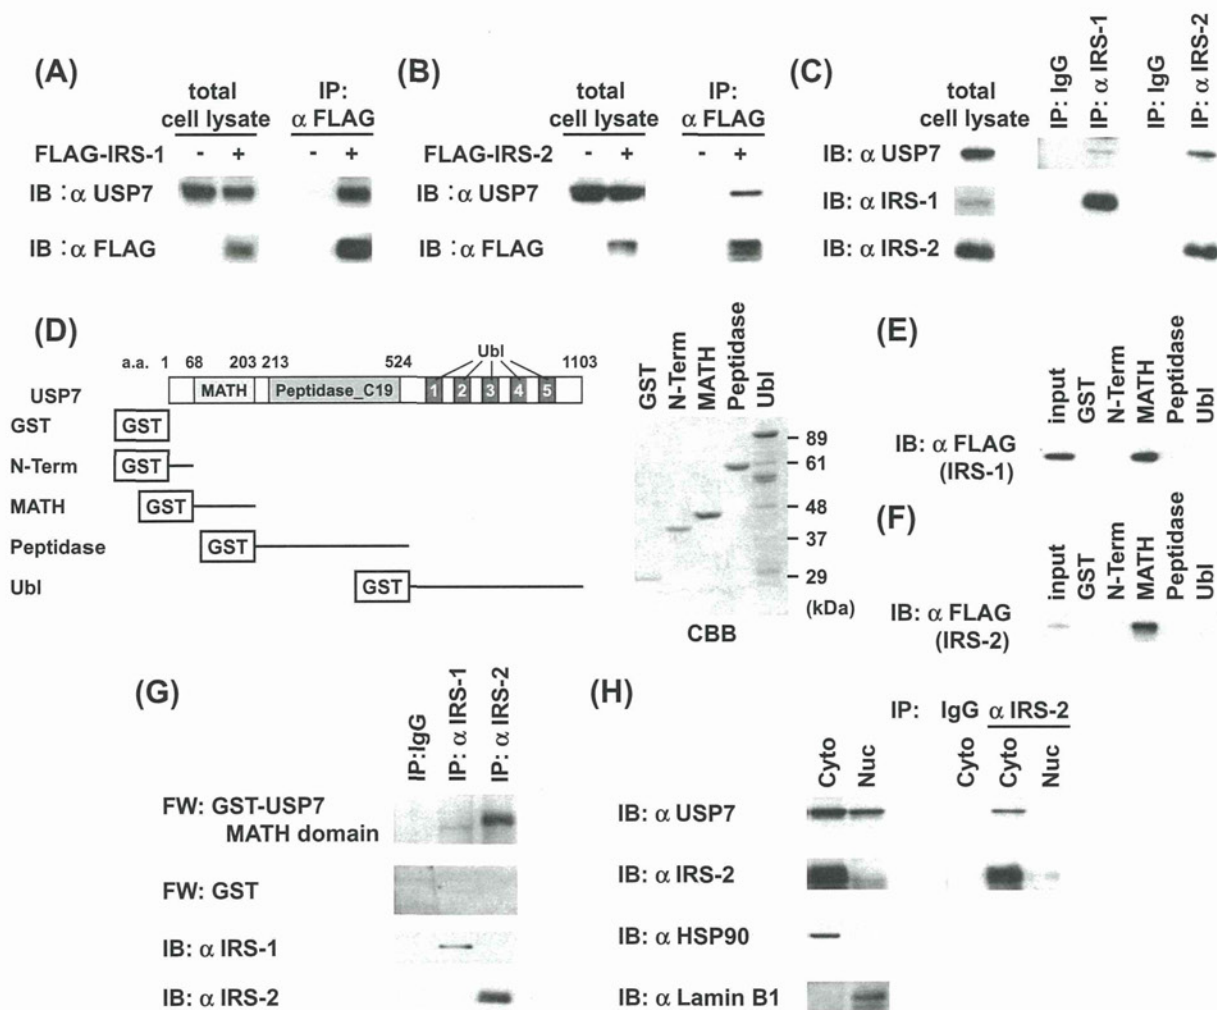 (A)
total
cell lysate
IP:
α FLAG
FLAG-IRS-1 - + - +
IB : α USP7
IB : α FLAG
(B)
total
cell lysate
IP:
α FLAG
FLAG-IRS-2 - + - +
IB : α USP7
IB : α FLAG
(C)
total
cell lysate
IP: IgG
IP: α IRS-1
IP: IgG
IP: α IRS-2
IB: α USP7
IB: α IRS-1
IB: α IRS-2
(D)
a.a. 1 68 203 213 524 Ubl 1103
USP7 MATH Peptidase_C19 1 2 3 4 5
GST GST
N-Term GST
MATH GST
Peptidase GST
Ubl GST
GST
N-Term
MATH
Peptidase
Ubl
89
61
48
37
29
(kDa)
CBB
(E)
input
GST
N-Term
MATH
Peptidase
Ubl
IB: α FLAG
(IRS-1)
(F)
input
GST
N-Term
MATH
Peptidase
Ubl
IB: α FLAG
(IRS-2)
(G)
IP:IgG
IP: α IRS-1
IP: α IRS-2
FW: GST-USP7
MATH domain
FW: GST
IB: α IRS-1
IB: α IRS-2
(H)
IP: IgG α IRS-2
Cyto
Nuc
Cyto
Cyto
Nuc
IB: α USP7
IB: α IRS-2
IB: α HSP90
IB: α Lamin B1